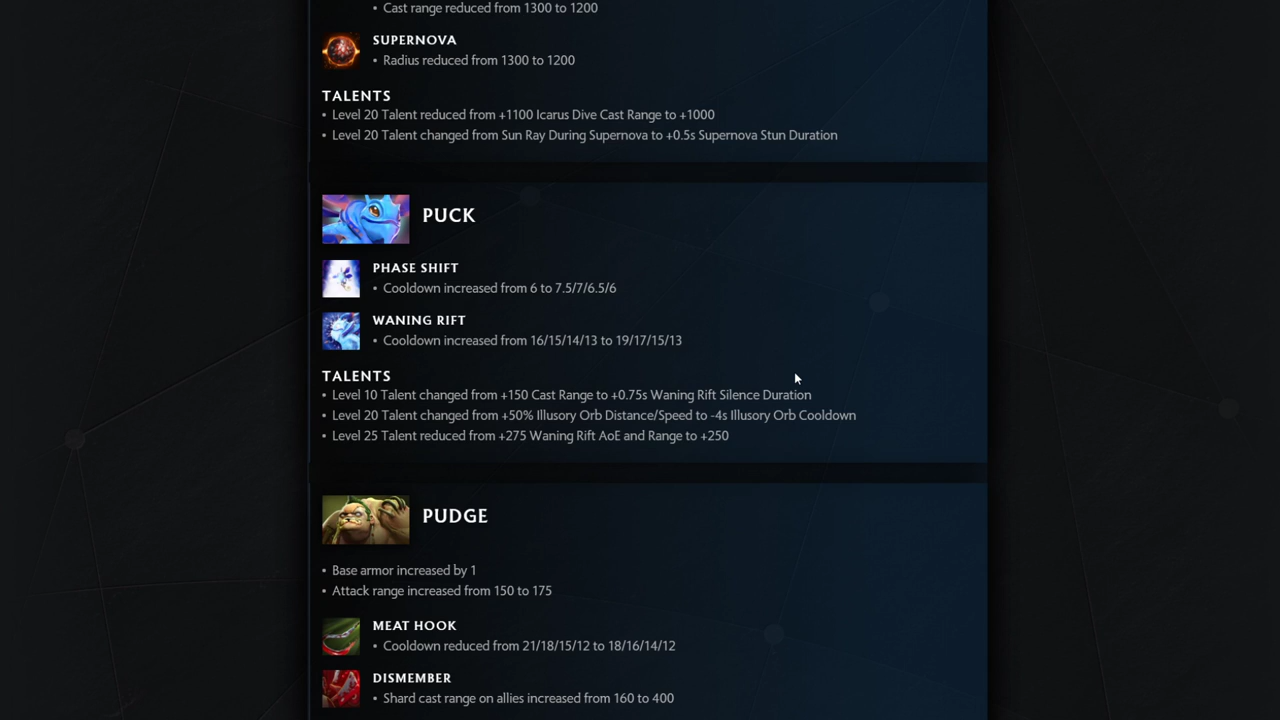 • Cast range reduced from 1300 to 1200
SUPERNOVA
• Radius reduced from 1300 to 1200
TALENTS
• Level 20 Talent reduced from +1100 Icarus Dive Cast Range to +1000
• Level 20 Talent changed from Sun Ray During Supernova to +0.5s Supernova Stun Duration
PUCK
PHASE SHIFT
• Cooldown increased from 6 to 7.5/7/6.5/6
WANING RIFT
• Cooldown increased from 16/15/14/13 to 19/17/15/13
TALENTS
• Level 10 Talent changed from +150 Cast Range to +0.75s Waning Rift Silence Duration
• Level 20 Talent changed from +50% Illusory Orb Distance/Speed to -4s Illusory Orb Cooldown
• Level 25 Talent reduced from +275 Waning Rift AoE and Range to +250
PUDGE
• Base armor increased by 1
• Attack range increased from 150 to 175
MEAT HOOK
• Cooldown reduced from 21/18/15/12 to 18/16/14/12
DISMEMBER
• Shard cast range on allies increased from 160 to 400